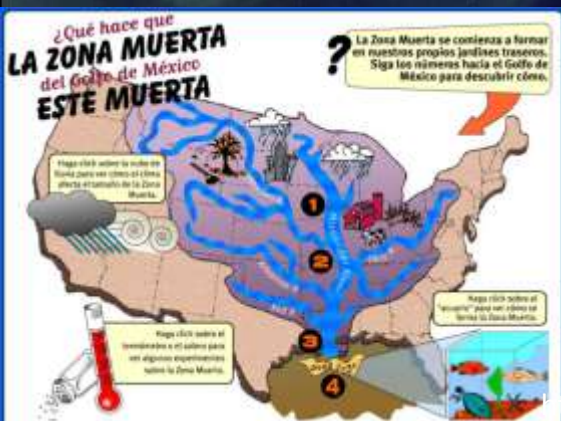 ¿Qué hace que
LA ZONA MUERTA
del Golfo de México
ESTÉ MUERTA
?
La Zona Muerta se comienza a formar
en nuestros propios jardines traseros.
Siga los números hacia el Golfo de
México para descubrir cómo.
Haga click sobre la nube de
lluvia para ver cómo el clima
afecta el tamaño de la Zona
Muerta.
1
2
3
4
Haga click sobre el
"acuario" para ver cómo se
forma la Zona Muerta.
Haga click sobre el
termómetro o el salero para
ver algunos experimentos
sobre la Zona Muerta.